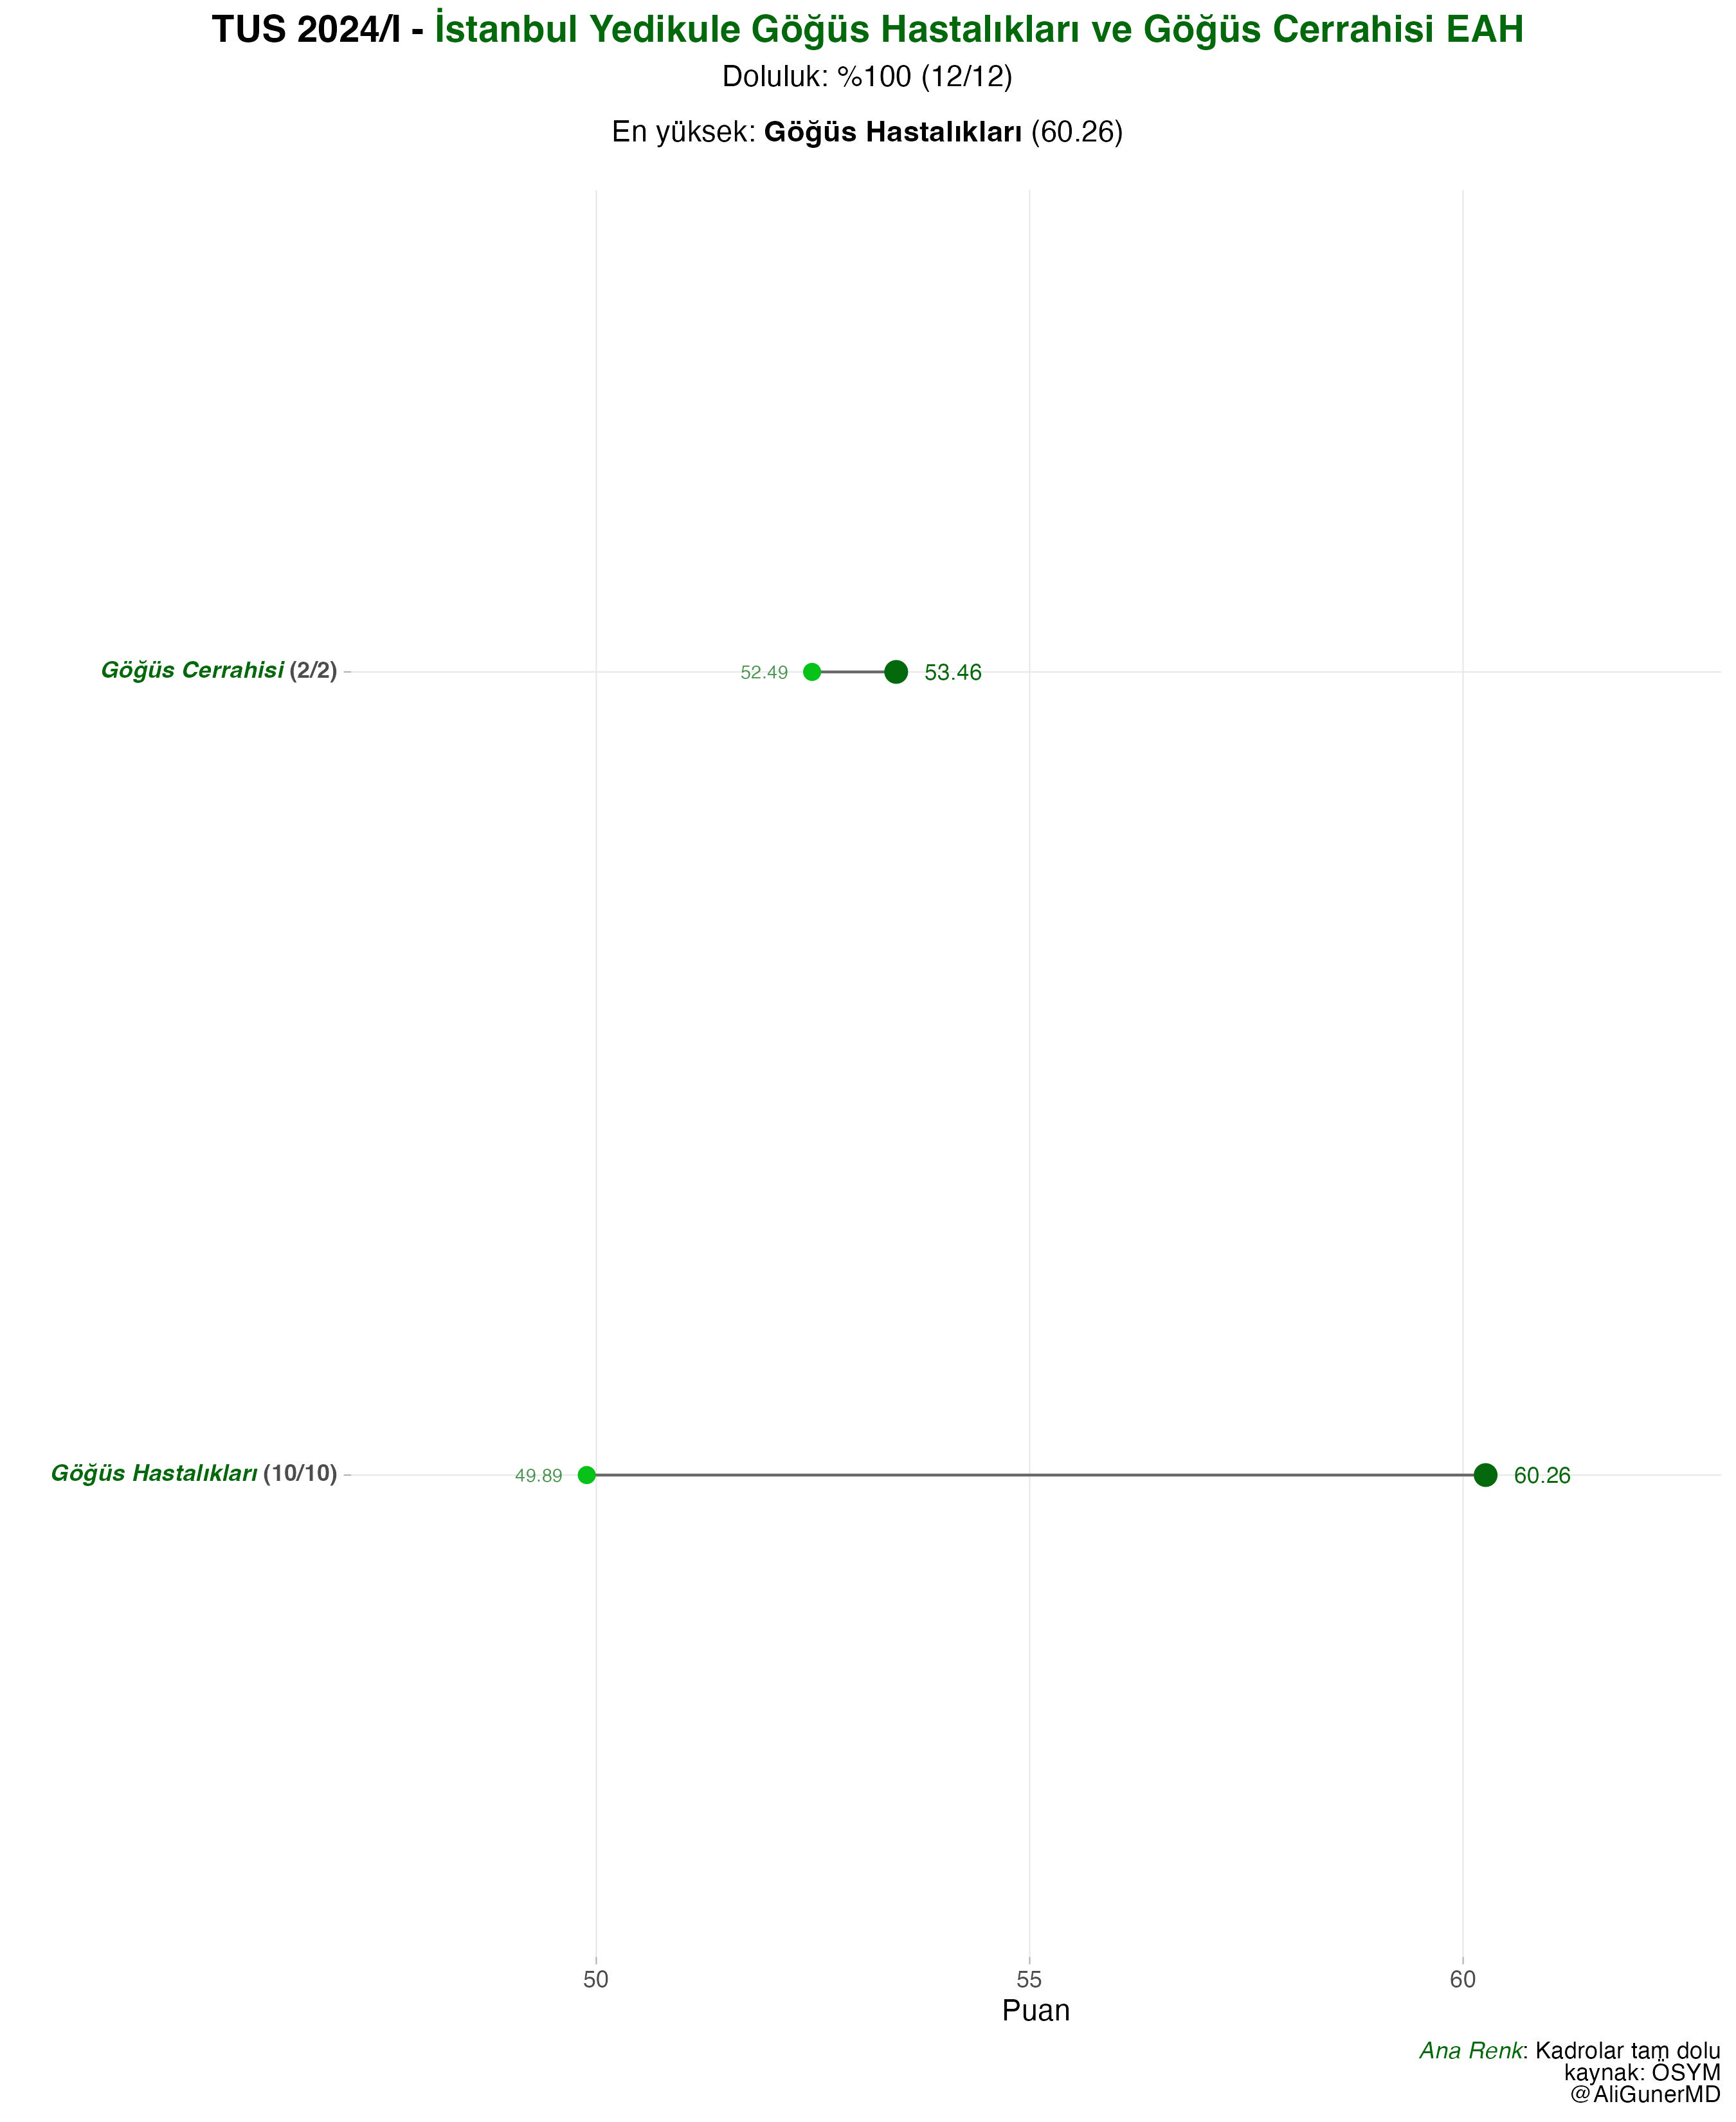 TUS 2024/I - İstanbul Yedikule Göğüs Hastalıkları ve Göğüs Cerrahisi EAH
Doluluk: %100 (12/12)
En yüksek: Göğüs Hastalıkları (60.26)
Göğüs Cerrahisi (2/2) 52.49 53.46
Göğüs Hastalıkları (10/10) 49.89 60.26
50 55 60
Puan
Ana Renk: Kadrolar tam dolu
kaynak: ÖSYM
@AliGunerMD